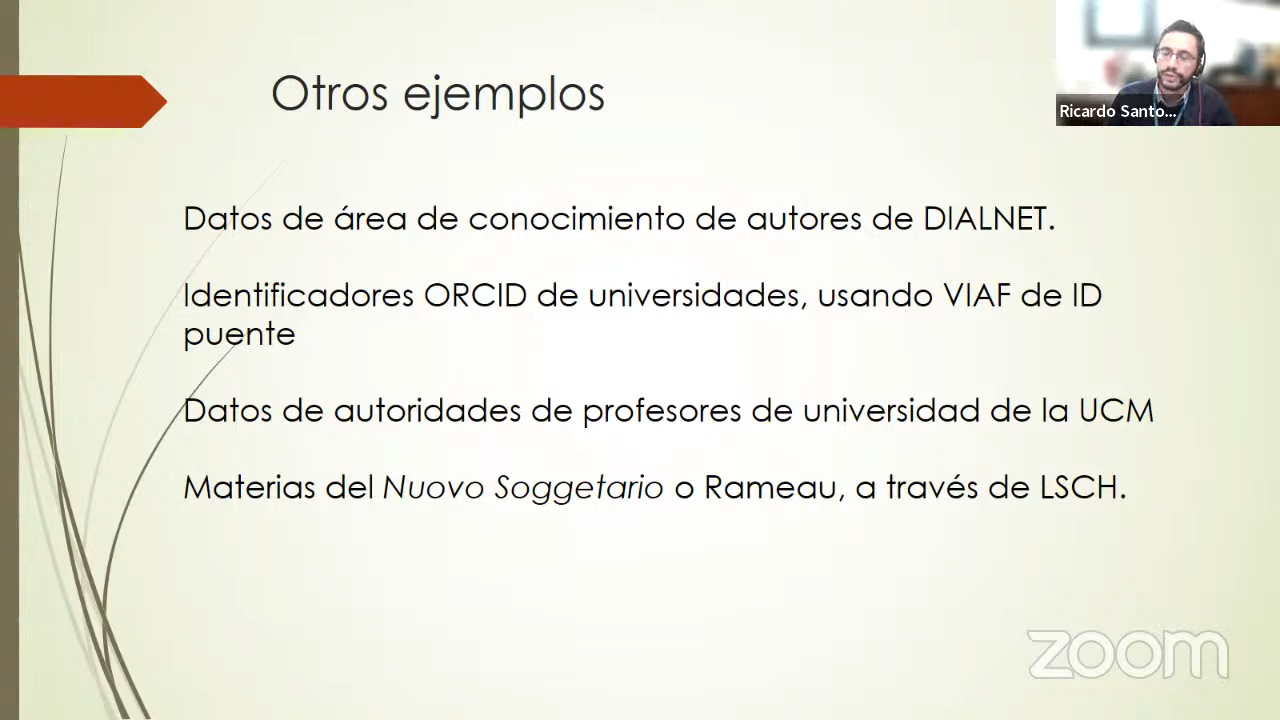 Otros ejemplos
Ricardo Santo...
Datos de área de conocimiento de autores de DIALNET.
Identificadores ORCID de universidades, usando VIAF de ID
puente
Datos de autoridades de profesores de universidad de la UCM
Materias del Nuovo Soggetario o Rameau, a través de LSCH.
zoom